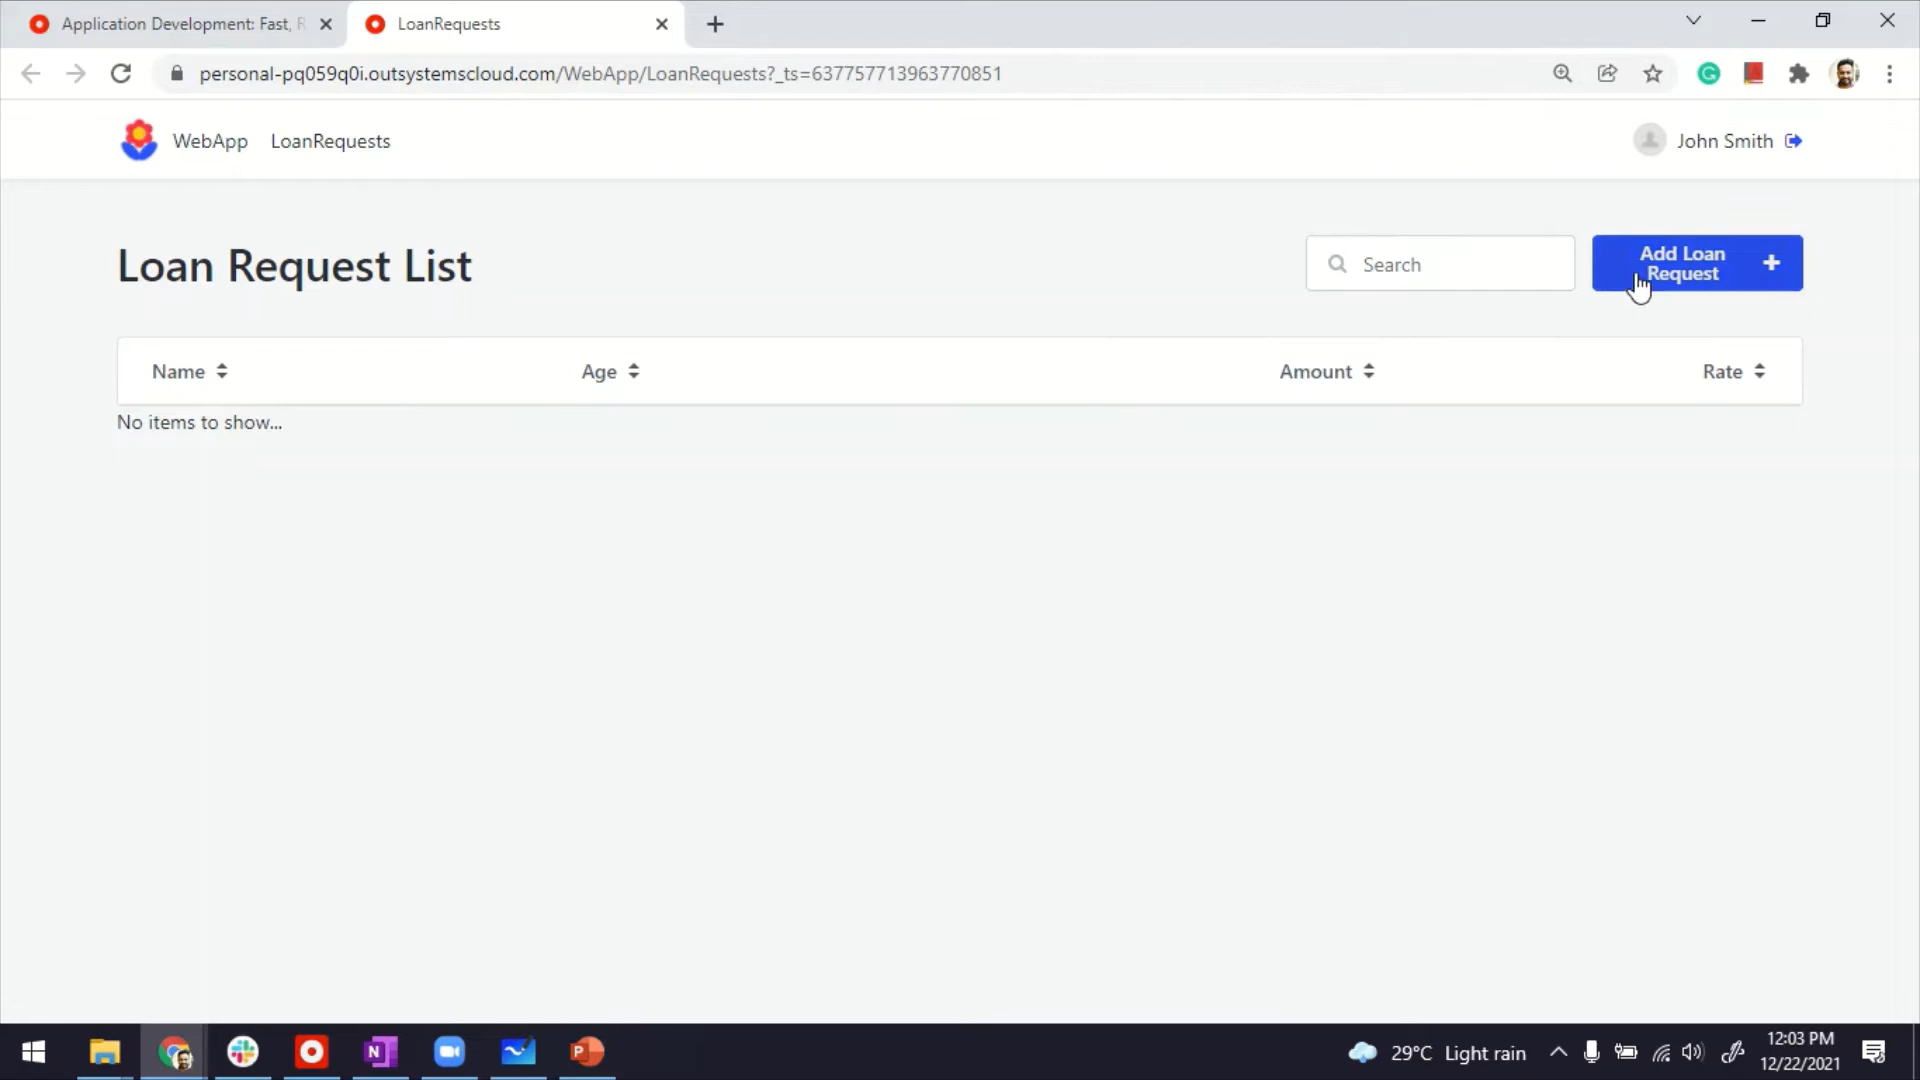 Application Development: Fast, R
LoanRequests
personal-pq059q0i.outsystemscloud.com/WebApp/LoanRequests?_ts=637757713963770851
WebApp LoanRequests
John Smith
Loan Request List
Search
Add Loan
Request
Name Age Amount Rate
No items to show...
29°C Light rain
12:03 PM
12/22/2021